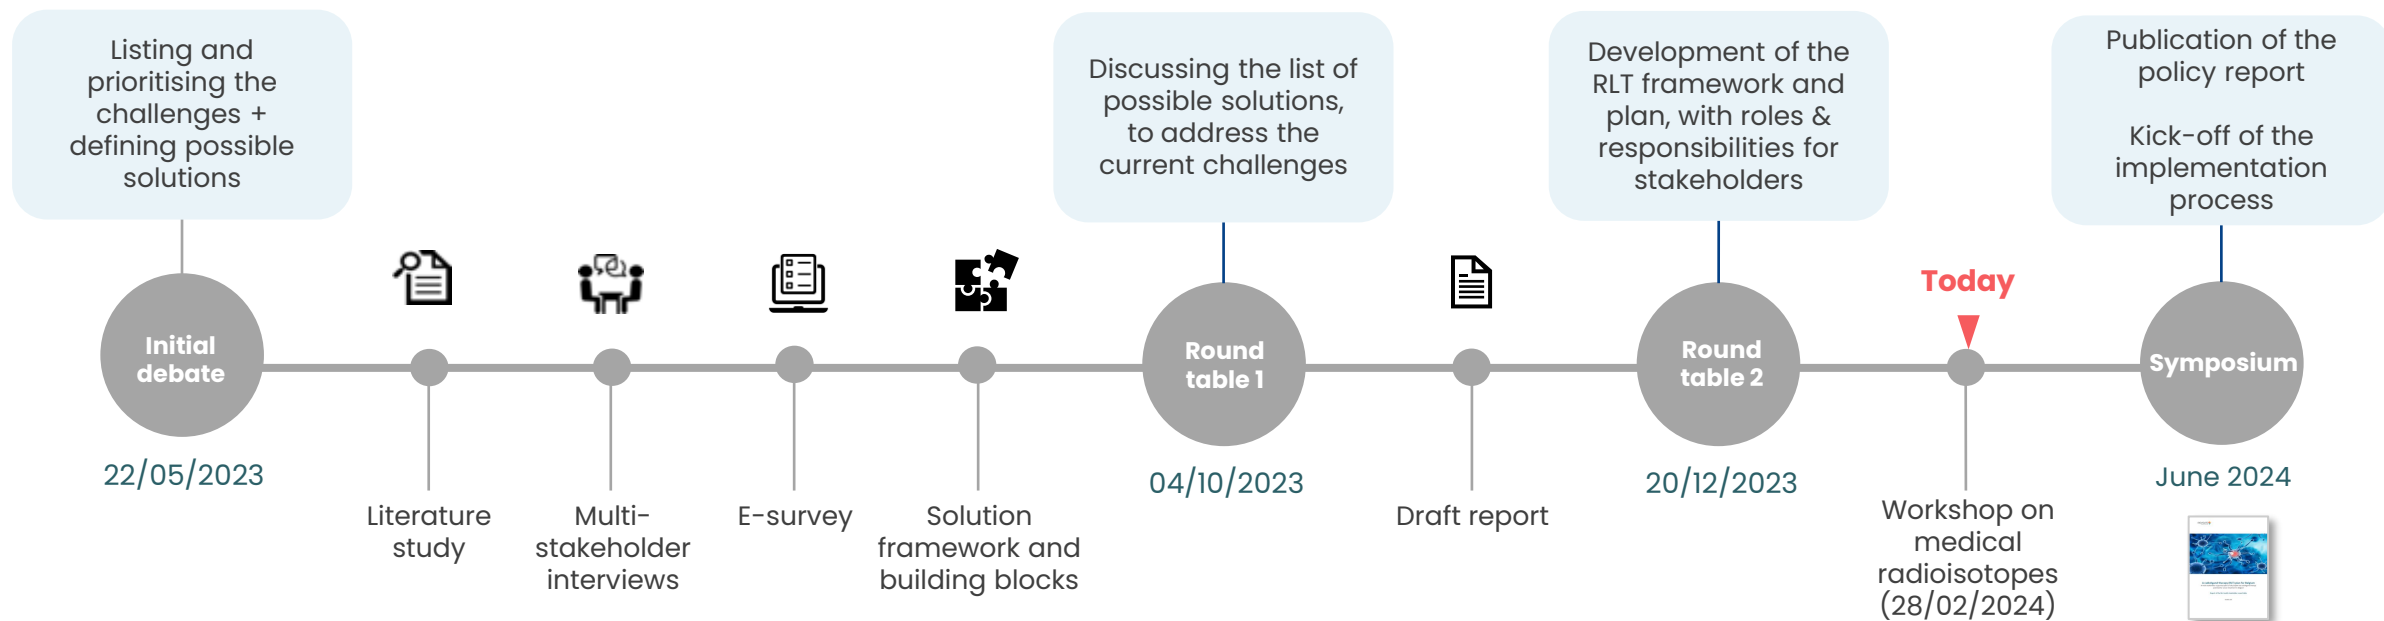 Listing and
prioritising the
challenges +
defining possible
solutions
Discussing the list of
possible solutions,
to address the
current challenges
Development of the
RLT framework and
plan, with roles &
responsibilities for
stakeholders
Publication of the
policy report
Kick-off of the
implementation
process
Today
Initial
debate
Round
table 1
Round
table 2
Symposium
22/05/2023
04/10/2023
20/12/2023
June 2024
Literature
study
Multi-
stakeholder
interviews
E-survey
Solution
framework and
building blocks
Draft report
Workshop on
medical
radioisotopes
(28/02/2024)